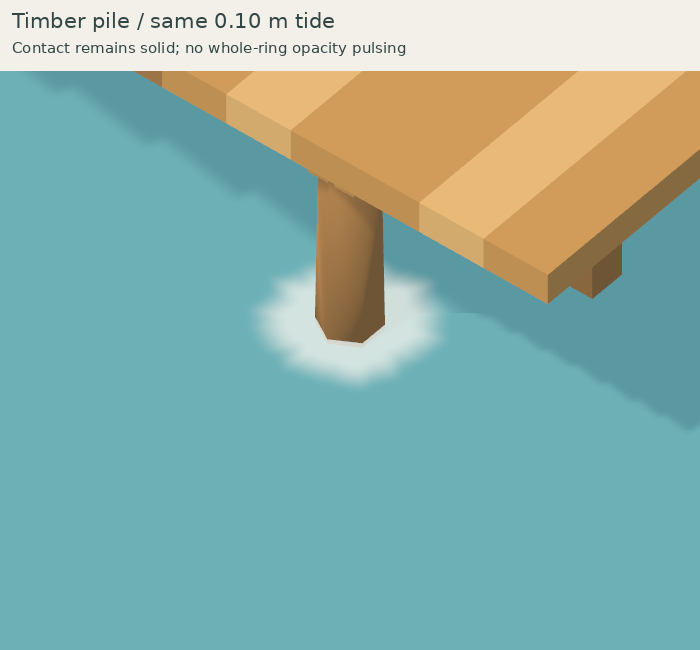 Timber pile / same 0.10 m tide
Contact remains solid; no whole-ring opacity pulsing